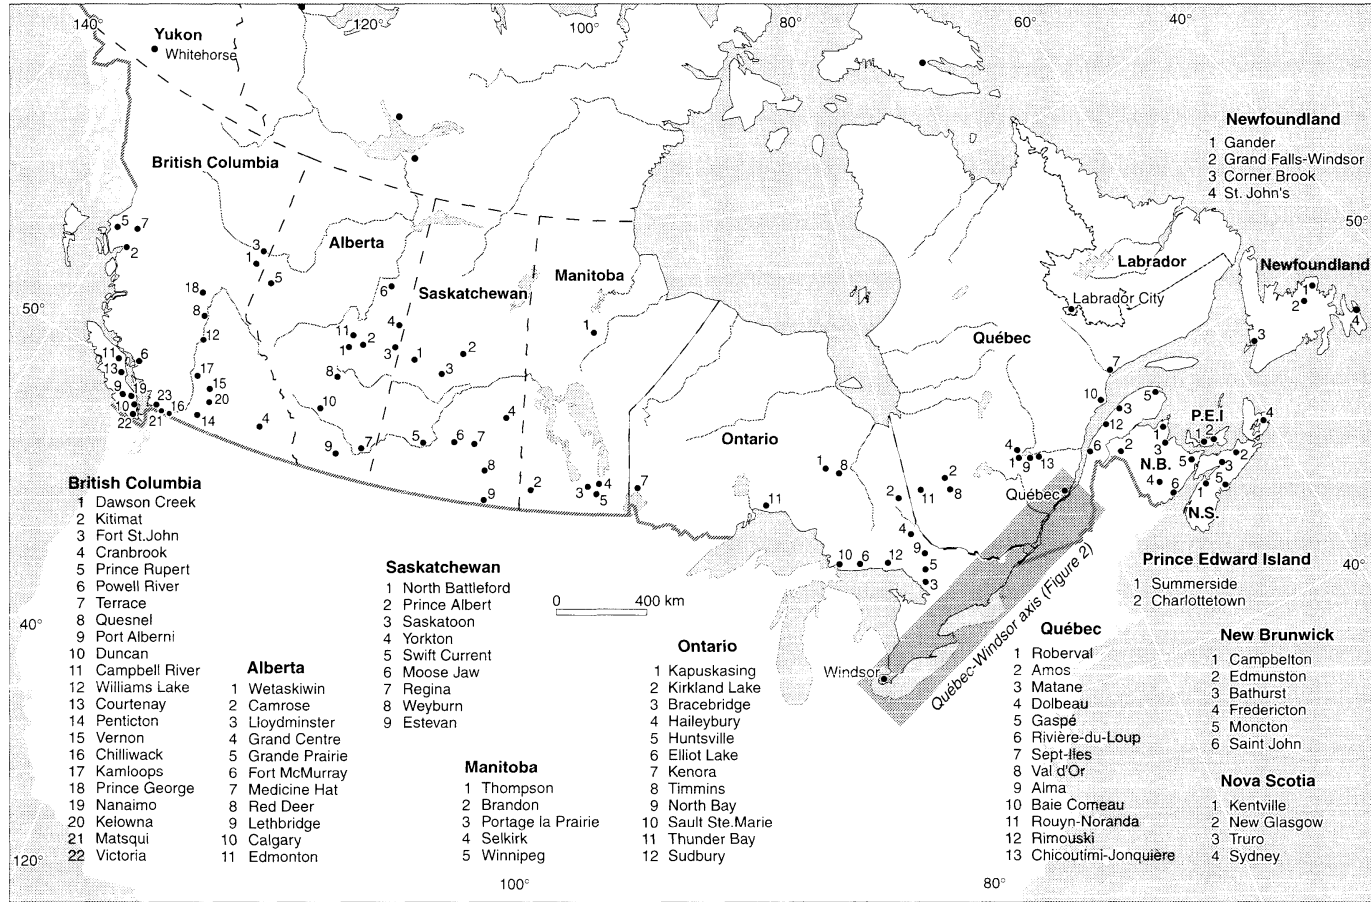 140°
120°
100°
80°
60°
40°
Yukon
Whitehorse
British Columbia
Alberta
Saskatchewan
Manitoba
Ontario
Québec
Labrador
Labrador City
Newfoundland
P.E.I
N.B.
N.S.
Québec
Windsor
Québec-Windsor axis (Figure 2)
50°
50°
40°
40°
120°
100°
80°
0 400 km
Newfoundland
1 Gander
2 Grand Falls-Windsor
3 Corner Brook
4 St. John's
British Columbia
1 Dawson Creek
2 Kitimat
3 Fort St.John
4 Cranbrook
5 Prince Rupert
6 Powell River
7 Terrace
8 Quesnel
9 Port Alberni
10 Duncan
11 Campbell River
12 Williams Lake
13 Courtenay
14 Penticton
15 Vernon
16 Chilliwack
17 Kamloops
18 Prince George
19 Nanaimo
20 Kelowna
21 Matsqui
22 Victoria
Alberta
1 Wetaskiwin
2 Camrose
3 Lloydminster
4 Grand Centre
5 Grande Prairie
6 Fort McMurray
7 Medicine Hat
8 Red Deer
9 Lethbridge
10 Calgary
11 Edmonton
Saskatchewan
1 North Battleford
2 Prince Albert
3 Saskatoon
4 Yorkton
5 Swift Current
6 Moose Jaw
7 Regina
8 Weyburn
9 Estevan
Manitoba
1 Thompson
2 Brandon
3 Portage la Prairie
4 Selkirk
5 Winnipeg
Ontario
1 Kapuskasing
2 Kirkland Lake
3 Bracebridge
4 Haileybury
5 Huntsville
6 Elliot Lake
7 Kenora
8 Timmins
9 North Bay
10 Sault Ste.Marie
11 Thunder Bay
12 Sudbury
Québec
1 Roberval
2 Amos
3 Matane
4 Dolbeau
5 Gaspé
6 Rivière-du-Loup
7 Sept-Iles
8 Val d'Or
9 Alma
10 Baie Comeau
11 Rouyn-Noranda
12 Rimouski
13 Chicoutimi-Jonquière
Prince Edward Island
1 Summerside
2 Charlottetown
New Brunwick
1 Campbelton
2 Edmunston
3 Bathurst
4 Fredericton
5 Moncton
6 Saint John
Nova Scotia
1 Kentville
2 New Glasgow
3 Truro
4 Sydney